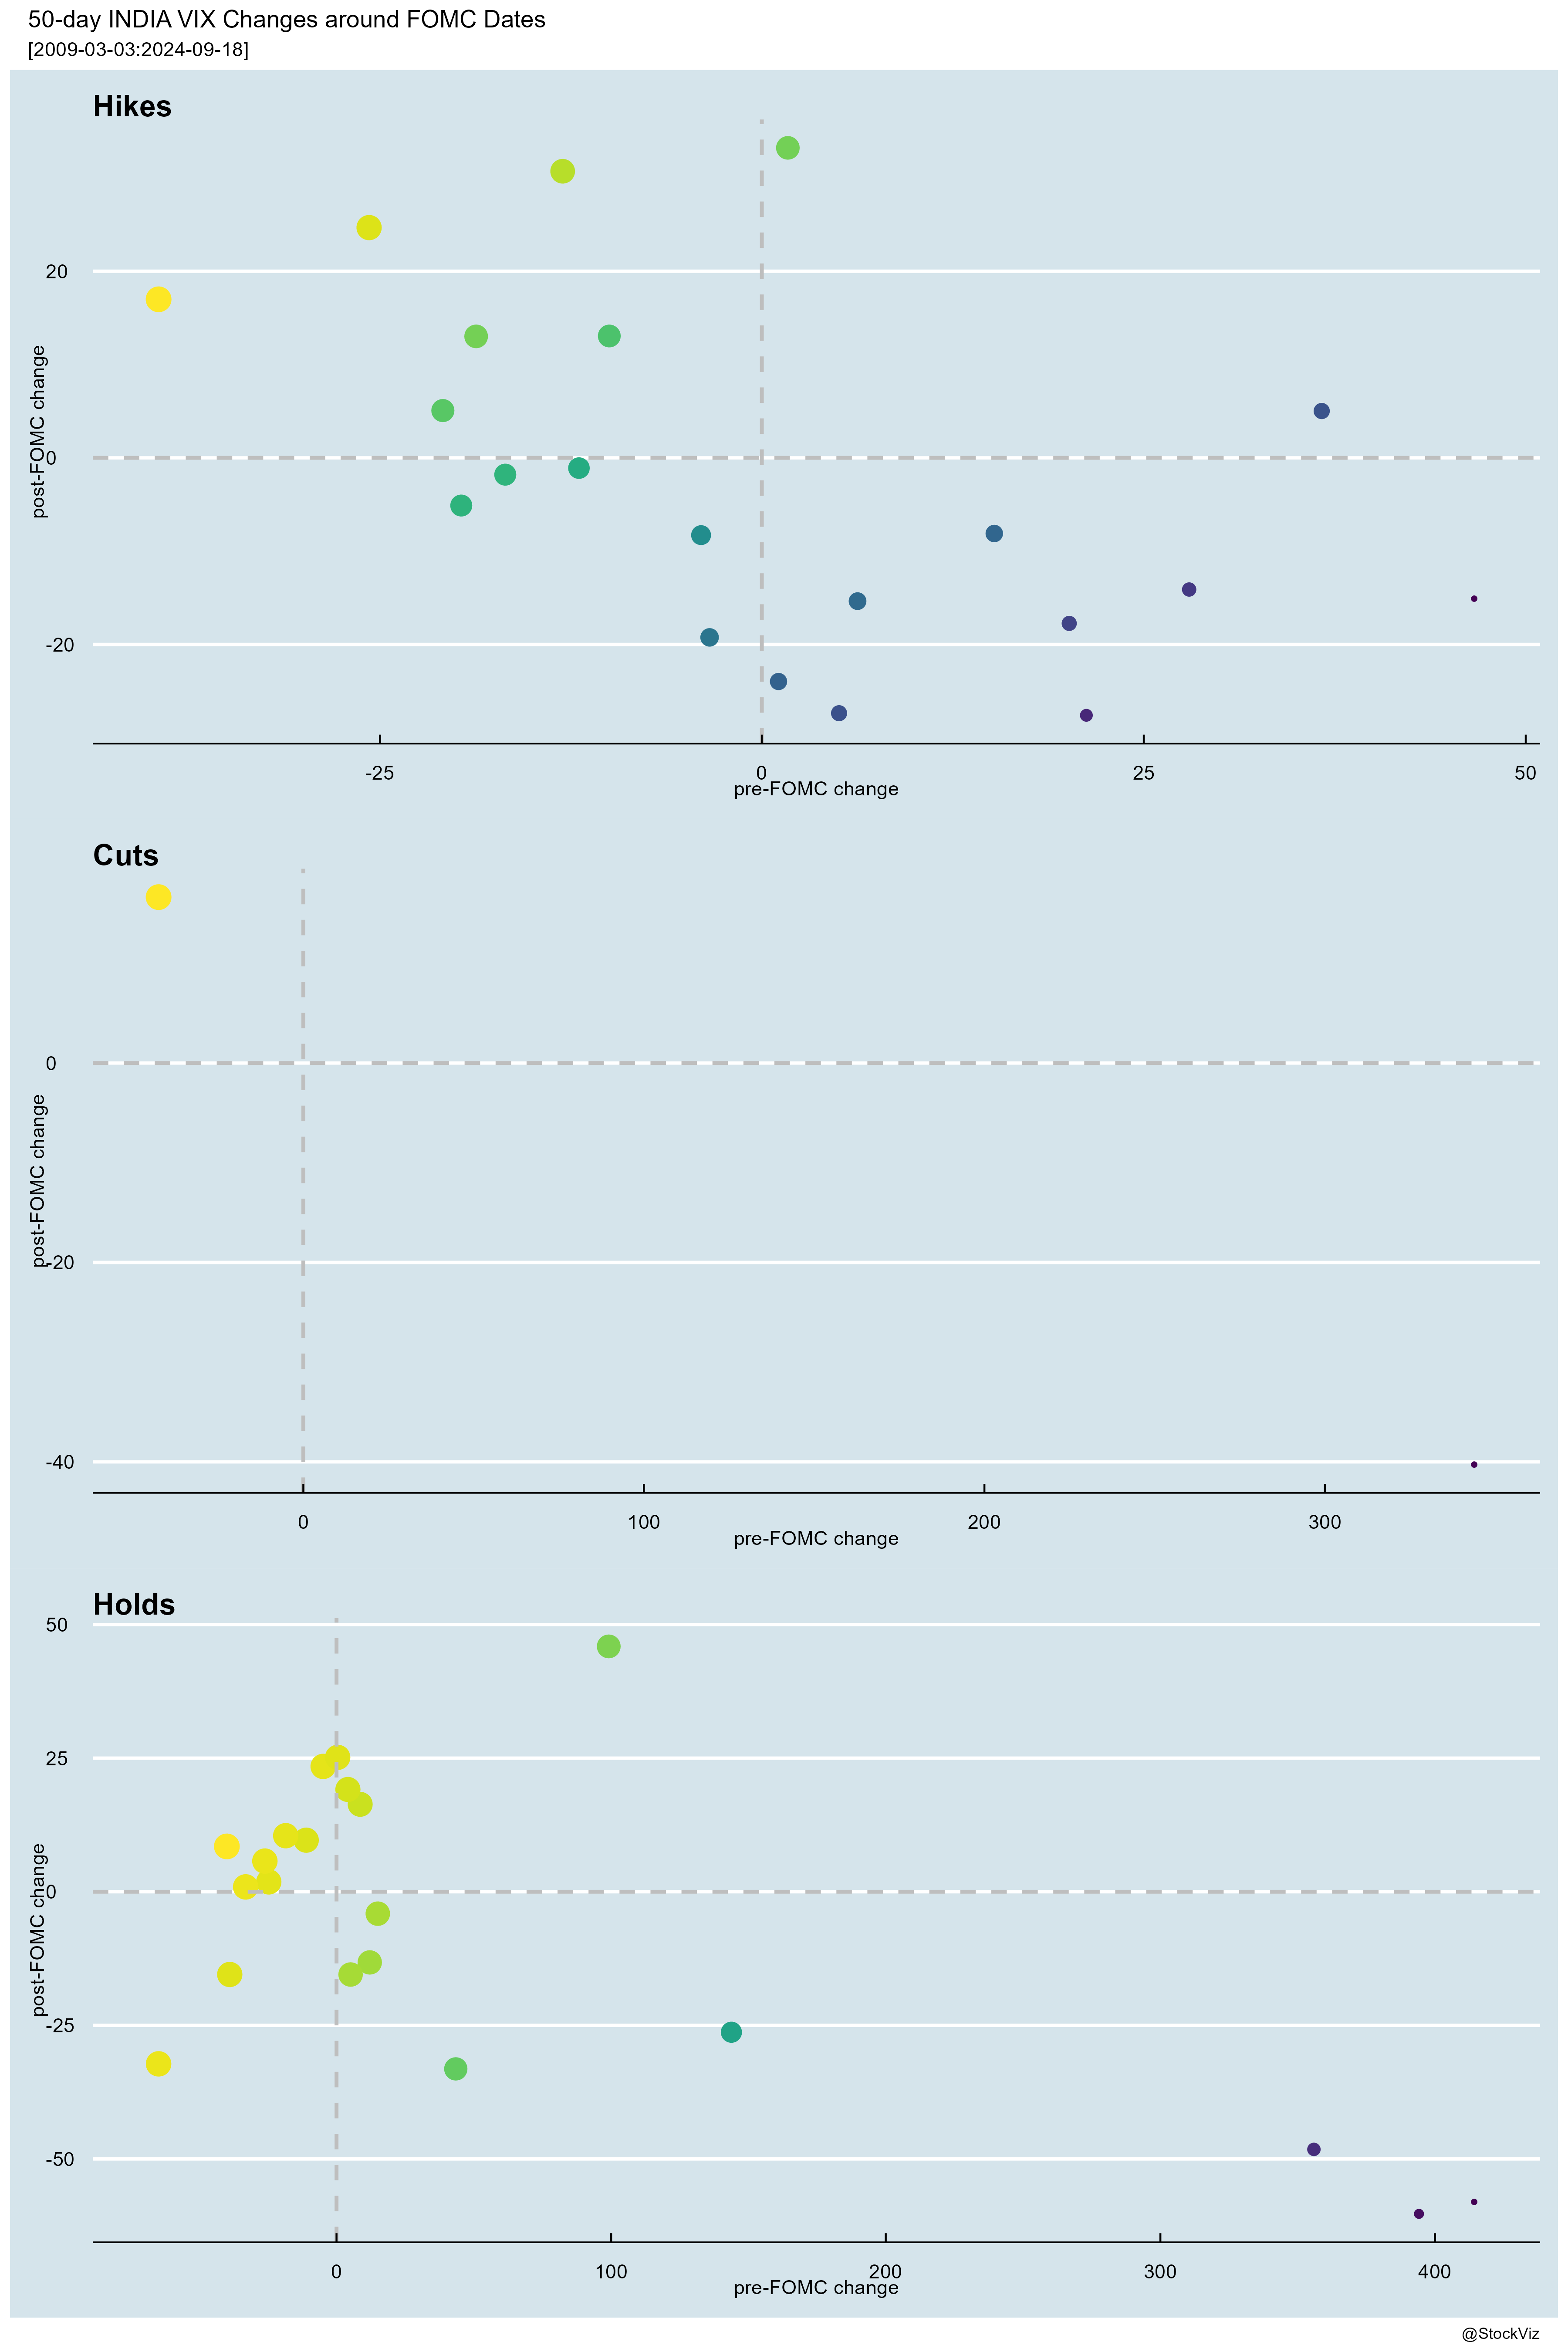 50-day INDIA VIX Changes around FOMC Dates
[2009-03-03:2024-09-18]
Hikes
20
0
-20
post-FOMC change
-25
0
25
50
pre-FOMC change
Cuts
0
-20
-40
post-FOMC change
0
100
200
300
pre-FOMC change
Holds
50
25
0
-25
-50
post-FOMC change
0
100
200
300
400
pre-FOMC change
@StockViz